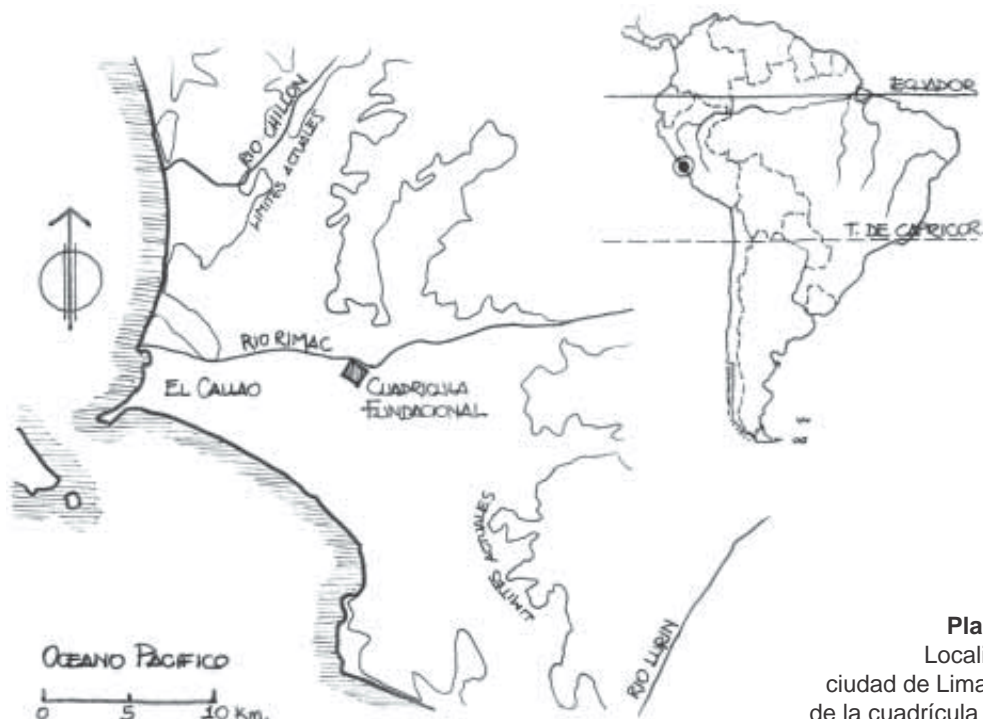 RIO CHILLON
LIMITES ACTUALES
ECUADOR
T. DE CAPRICOR
RIO RIMAC
EL CALLAO
CUADRICULA
FUNDACIONAL
LIMITES ACTUALES
RIO LURIN
OCEANO PACIFICO
0 5 10 Km.
Pla
Locali
ciudad de Lima
de la cuadrícula